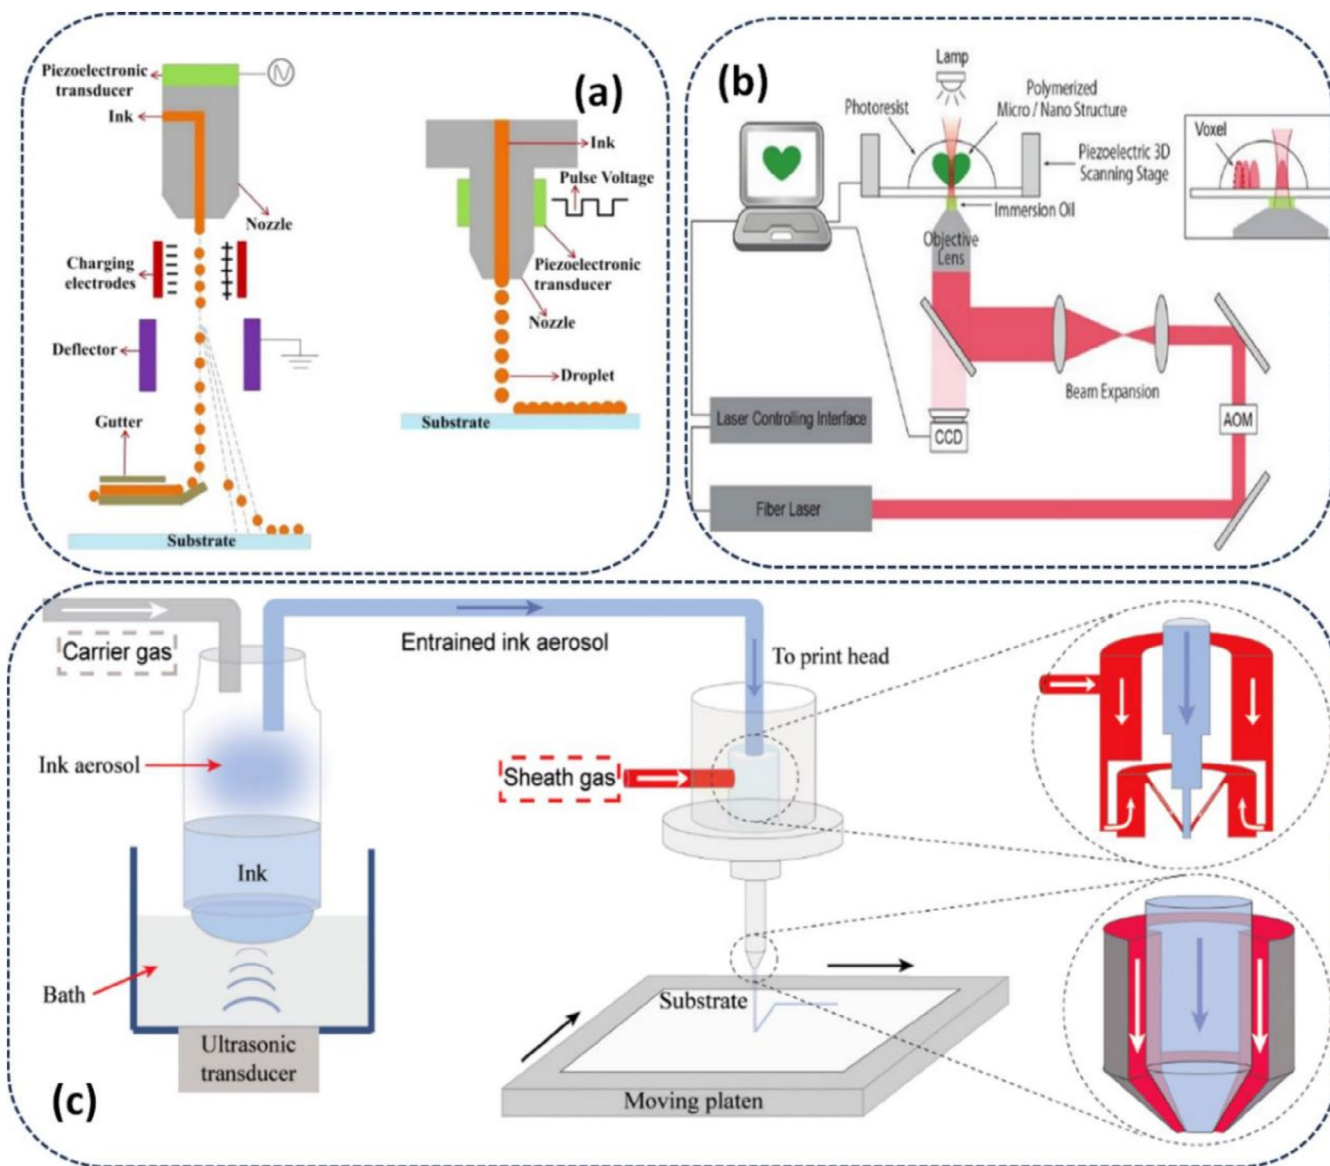 (a)
Piezoelectronic
transducer
Ink
Nozzle
Charging
electrodes
Deflector
Gutter
Substrate
Ink
Pulse Voltage
Piezoelectronic
transducer
Nozzle
Droplet
Substrate
(b)
Lamp
Photoresist
Polymerized
Micro / Nano Structure
Voxel
Piezoelectric 3D
Scanning Stage
Immersion Oil
Objective
Lens
Beam Expansion
Laser Controlling Interface
CCD
AOM
Fiber Laser
Carrier gas
Entrained ink aerosol
To print head
Ink aerosol
Sheath gas
Ink
Bath
Substrate
Ultrasonic
transducer
Moving platen
(c)